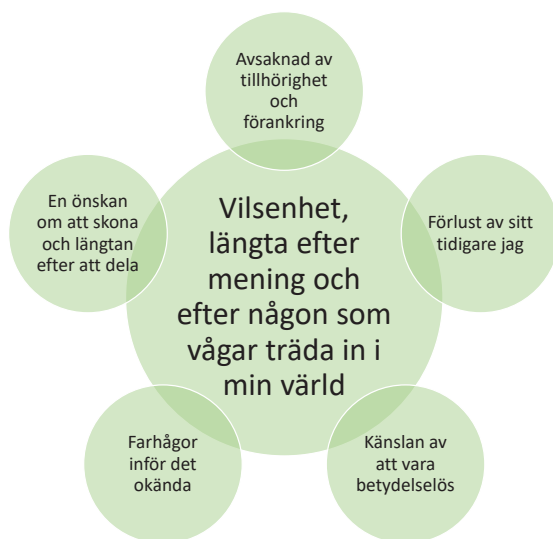 Avsaknad av
tillhörighet
och
förankring
En önskan
om att skona
och längtan
efter att dela
Vilsenhet,
längta efter
mening och
efter någon som
vågar träda in i
min värld
Förlust av sitt
tidigare jag
Farhågor
inför det
okända
Känslan av
att vara
betydelselös